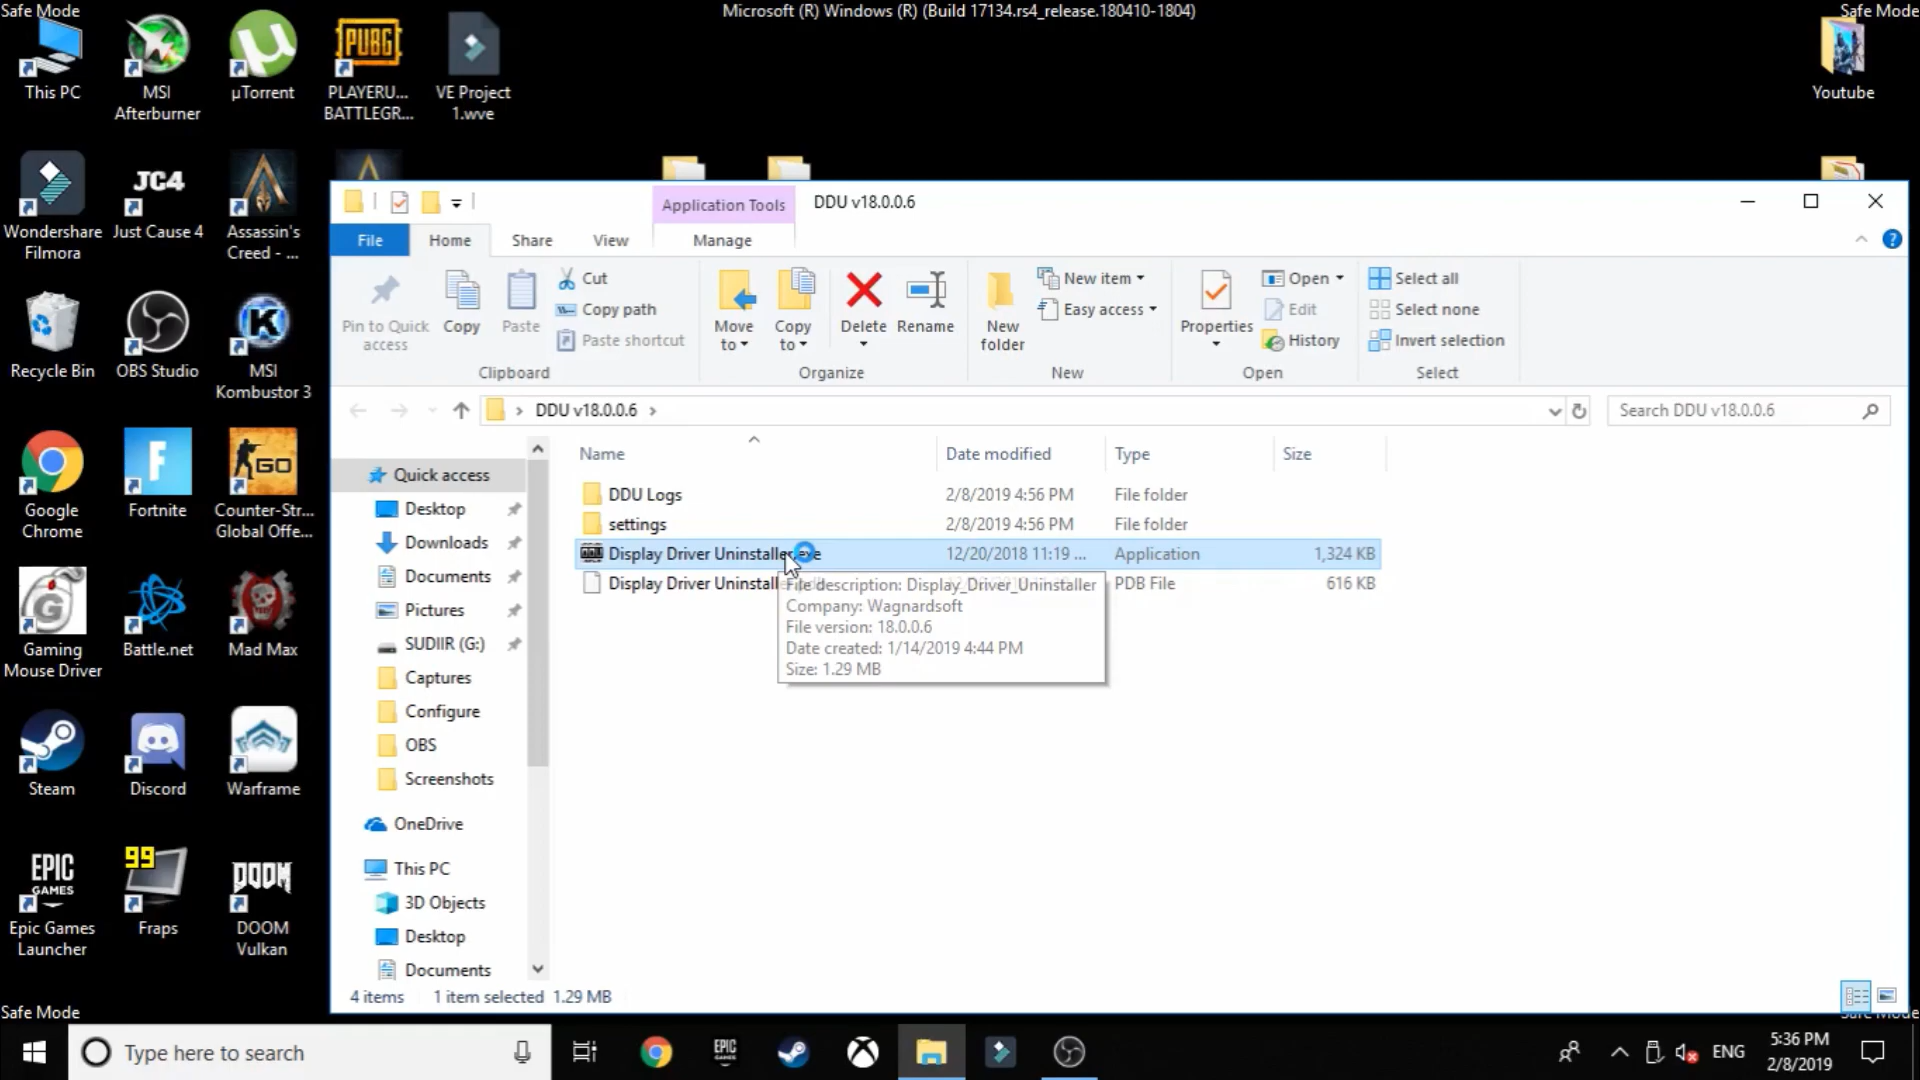 Safe Mode
Microsoft (R) Windows (R) (Build 17134.rs4_release.180410-1804)
Safe Mode
This PC
MSI Afterburner
µTorrent
PLAYERU... BATTLEGR...
VE Project 1.wve
Youtube
PUBG
Wondershare Filmora
JC4
Just Cause 4
Assassin's Creed - ...
Recycle Bin
OBS Studio
K
MSI Kombustor 3
Google Chrome
F
Fortnite
GO
Counter-Str... Global Offe...
G
Gaming Mouse Driver
Battle.net
Mad Max
Steam
Discord
Warframe
EPIC GAMES
Epic Games Launcher
99
Fraps
DOOM
DOOM Vulkan
Application Tools
DDU v18.0.0.6
File
Home
Share
View
Manage
Pin to Quick access
Copy
Paste
Cut
Copy path
Paste shortcut
Clipboard
Move to
Copy to
Delete
Rename
Organize
New folder
New item
Easy access
New
Properties
Open
Edit
History
Open
Select all
Select none
Invert selection
Select
DDU v18.0.0.6
Search DDU v18.0.0.6
Quick access
Desktop
Downloads
Documents
Pictures
SUDIIR (G:)
Captures
Configure
OBS
Screenshots
OneDrive
This PC
3D Objects
Desktop
Documents
Name Date modified Type Size
DDU Logs 2/8/2019 4:56 PM File folder
settings 2/8/2019 4:56 PM File folder
Display Driver Uninstaller.exe 12/20/2018 11:19 ... Application 1,324 KB
Display Driver Uninstall PDB File 616 KB
File description: Display_Driver_Uninstaller
Company: Wagnardsoft
File version: 18.0.0.6
Date created: 1/14/2019 4:44 PM
Size: 1.29 MB
4 items 1 item selected 1.29 MB
Safe Mode
Safe Mode
Type here to search
EPIC GAMES
ENG
5:36 PM
2/8/2019